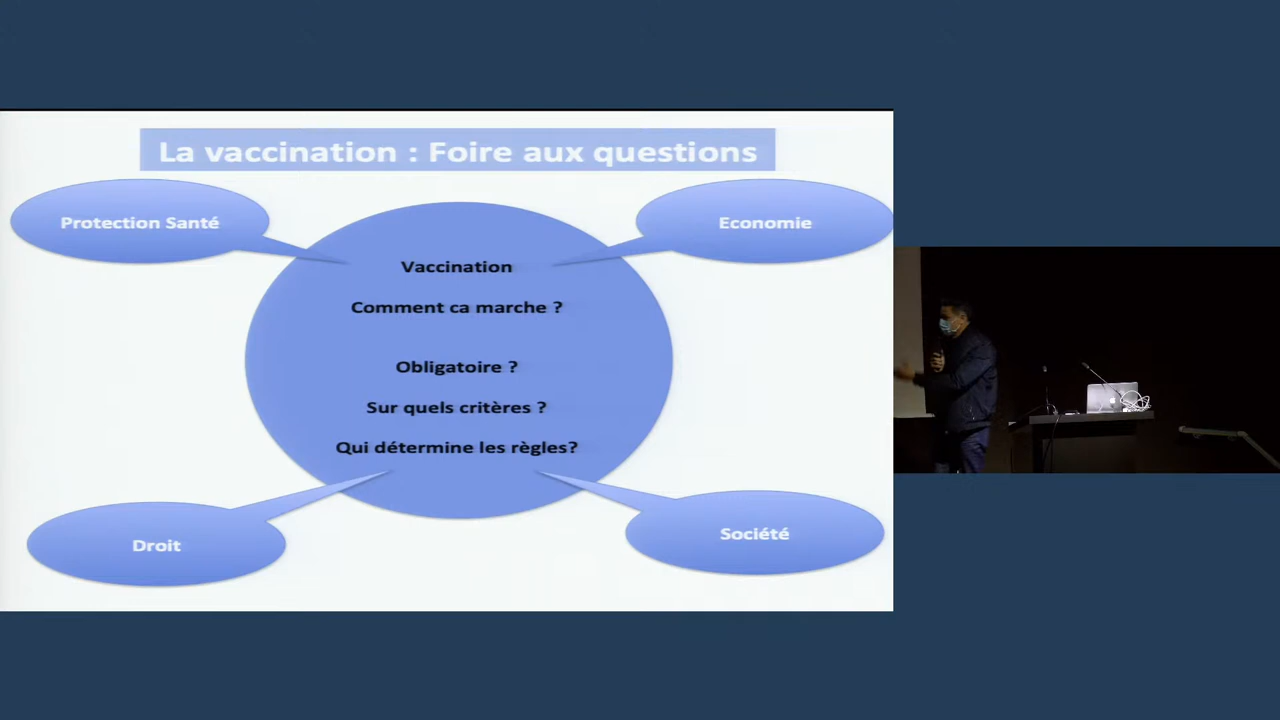 La vaccination : Foire aux questions
Protection Santé
Economie
Vaccination
Comment ca marche ?
Obligatoire ?
Sur quels critères ?
Qui détermine les règles?
Droit
Société